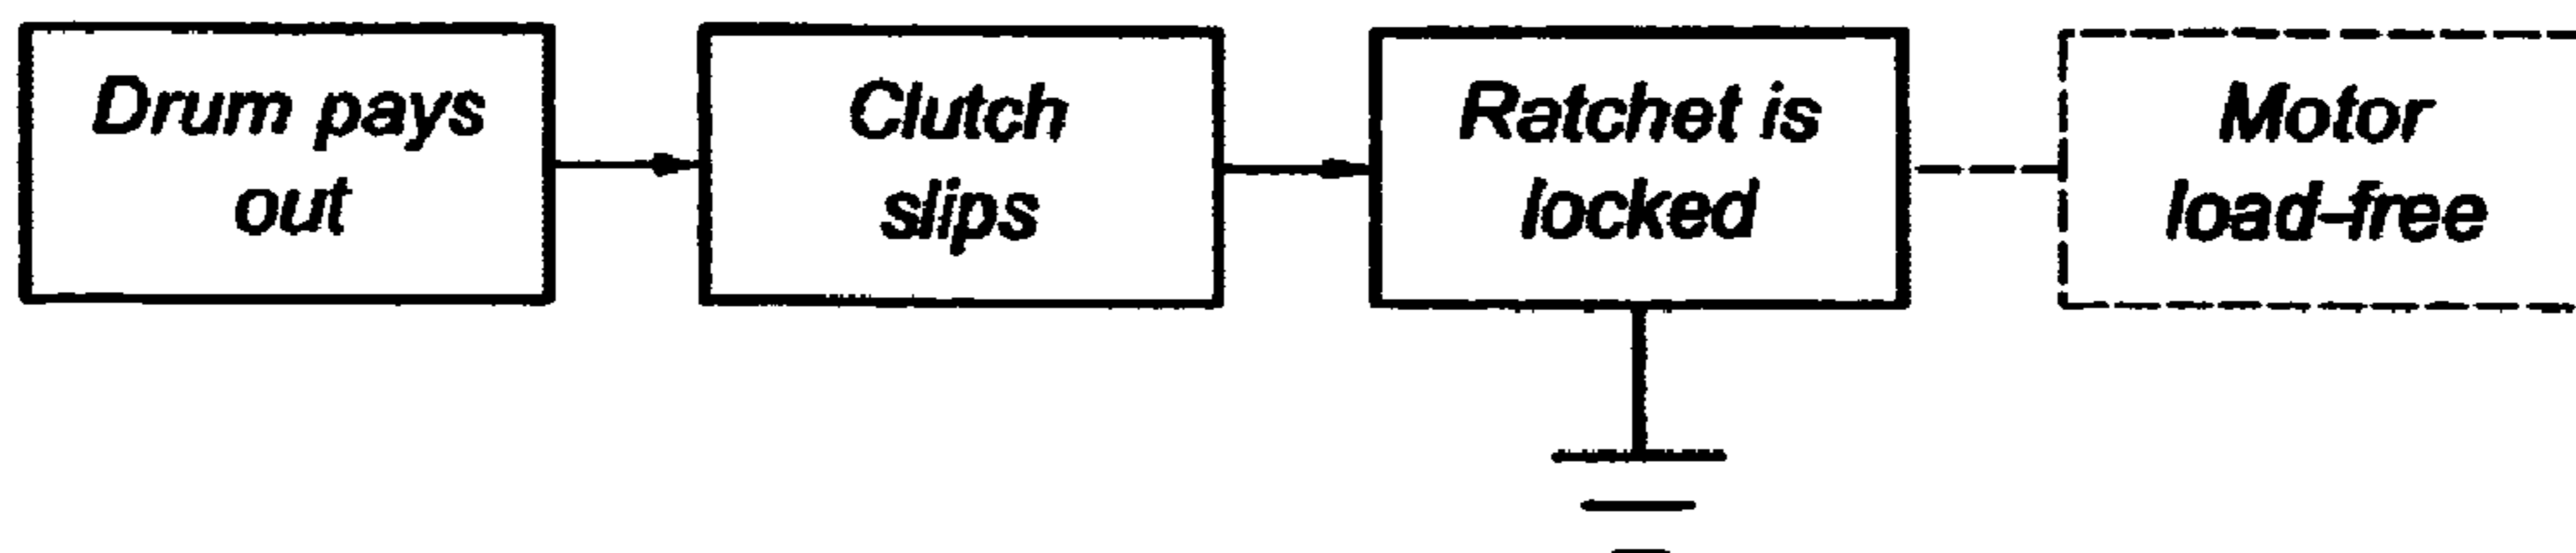 Drum pays
out
Clutch
slips
Ratchet is
locked
Motor
load-free